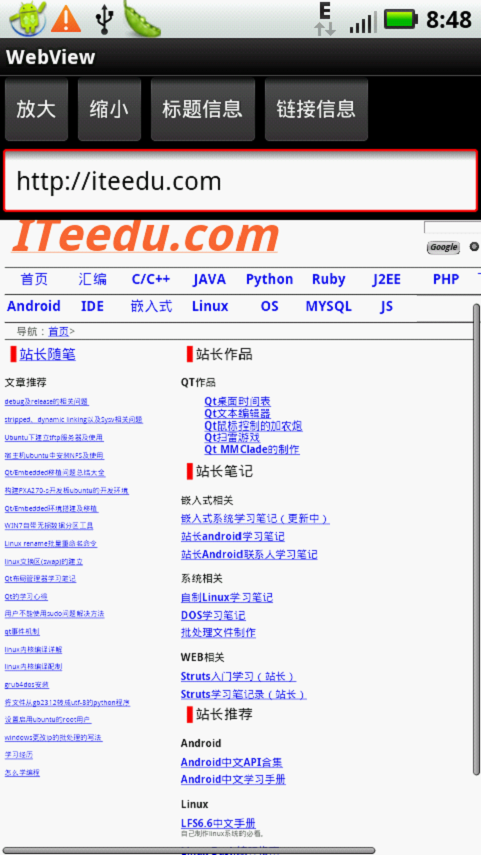 E
8:48
WebView
放大 缩小 标题信息 链接信息
http://iteedu.com
ITeedu.com
Google
首页 汇编 C/C++ JAVA Python Ruby J2EE PHP
Android IDE 嵌入式 Linux OS MYSQL JS
导航：首页>
站长随笔
文章推荐
debug及release的相关问题
stripped、dynamic linking以及Sysv相关问题
Ubuntu下建立tftp服务器及使用
宿主机ubuntu中安装NFS及使用
Qt/Embedded移植问题总结大全
构建PXA270-s开发板ubuntu的开发环境
Qt/Embedded环境搭建及移植
WIN7自带无损数据分区工具
Linux rename批量重命名命令
linux交换区(swap)的建立
Qt布局管理器学习笔记
Qt的学习心得
用户不能使用sudo问题解决方法
qt事件机制
linux内核编译详解
linux内核编译配制
grub4dos安装
将文件从gb2312转成utf-8的python程序
设置启用ubuntu的root用户
windows更改ip的批处理的写法
学习经历
怎么学编程
站长作品
QT作品
Qt桌面时间表
Qt文本编辑器
Qt鼠标控制的加农炮
Qt扫雷游戏
Qt MMClade的制作
站长笔记
嵌入式相关
嵌入式系统学习笔记（更新中）
站长android学习笔记
站长Android联系人学习笔记
系统相关
自制Linux学习笔记
DOS学习笔记
批处理文件制作
WEB相关
Struts入门学习（站长）
Struts学习笔记录（站长）
站长推荐
Android
Android中文API合集
Android中文学习手册
Linux
LFS6.6中文手册
自己制作linux系统的必看。